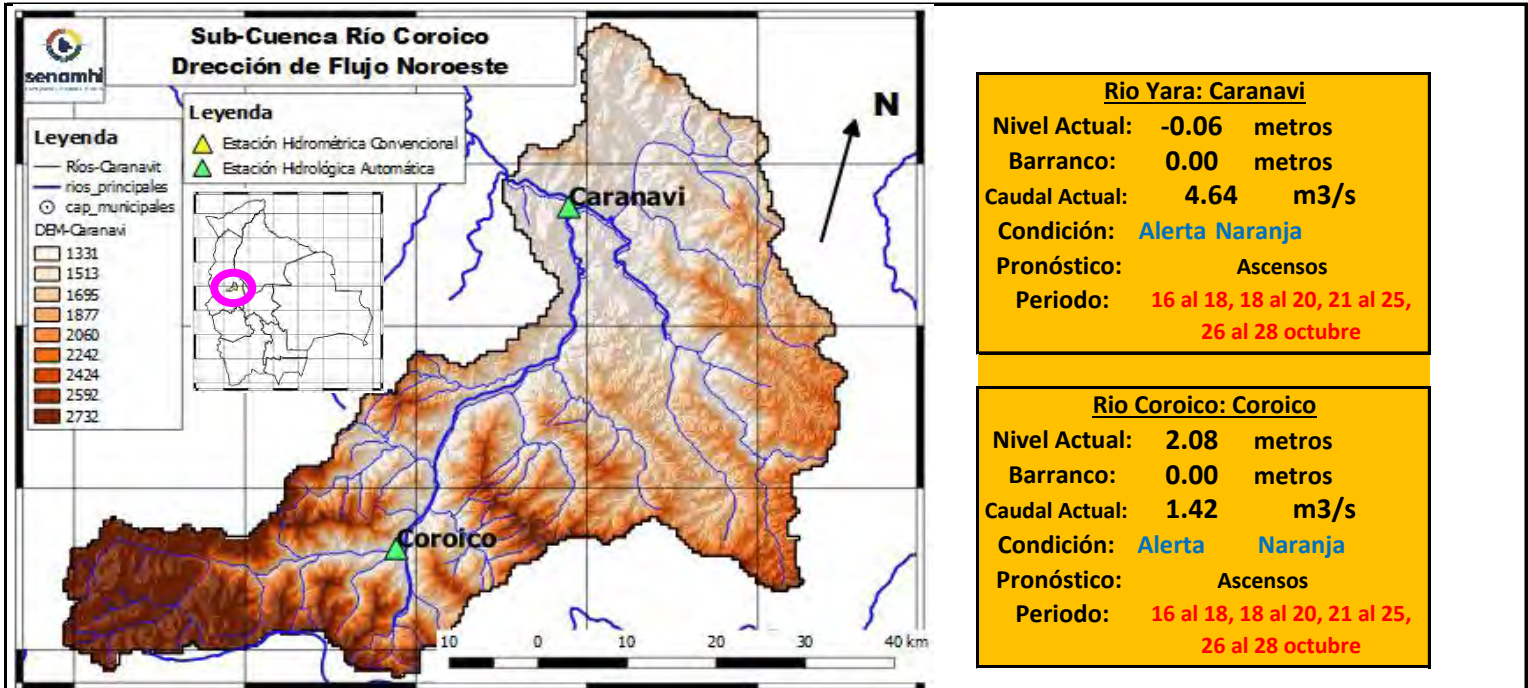 senamhi
Sub-Cuenca Río Coroico
Drección de Flujo Noroeste
Leyenda
Estación Hidrométrica Convencional
Estación Hidrológica Automática
Leyenda
Ríos-Caranavit
rios_principales
cap_municipales
DEM-Caranavi
1331
1513
1695
1877
2060
2242
2424
2592
2732
N
Caranavi
Coroico
10 0 10 20 30 40 km
Rio Yara: Caranavi
Nivel Actual: -0.06 metros
Barranco: 0.00 metros
Caudal Actual: 4.64 m3/s
Condición: Alerta Naranja
Pronóstico: Ascensos
Periodo: 16 al 18, 18 al 20, 21 al 25,
26 al 28 octubre
Rio Coroico: Coroico
Nivel Actual: 2.08 metros
Barranco: 0.00 metros
Caudal Actual: 1.42 m3/s
Condición: Alerta Naranja
Pronóstico: Ascensos
Periodo: 16 al 18, 18 al 20, 21 al 25,
26 al 28 octubre